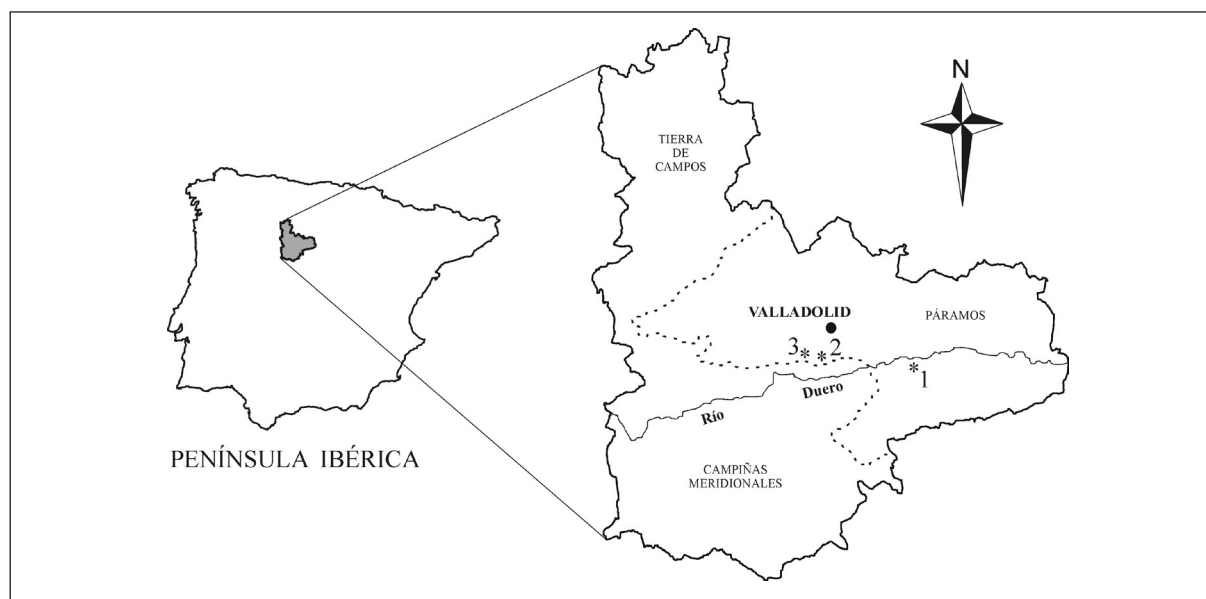 N
TIERRA
DE
CAMPOS
VALLADOLID
PÁRAMOS
3* *2
*1
Duero
Río
PENÍNSULA IBÉRICA
CAMPIÑAS
MERIDIONALES